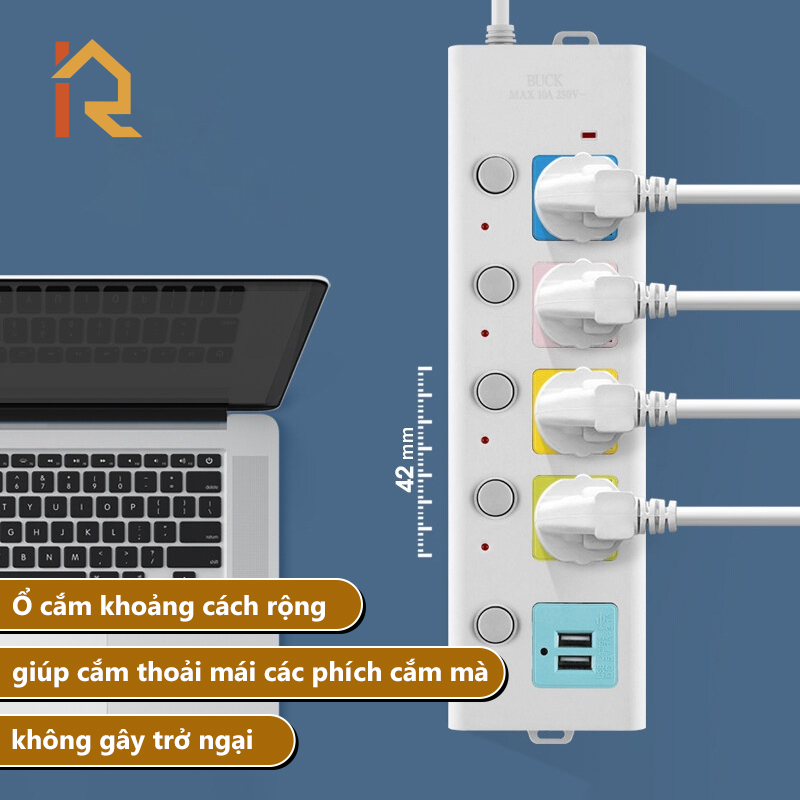 BUCK
MAX 10A 250V~
42 mm
Ổ cắm khoảng cách rộng
giúp cắm thoải mái các phích cắm mà
không gây trở ngại